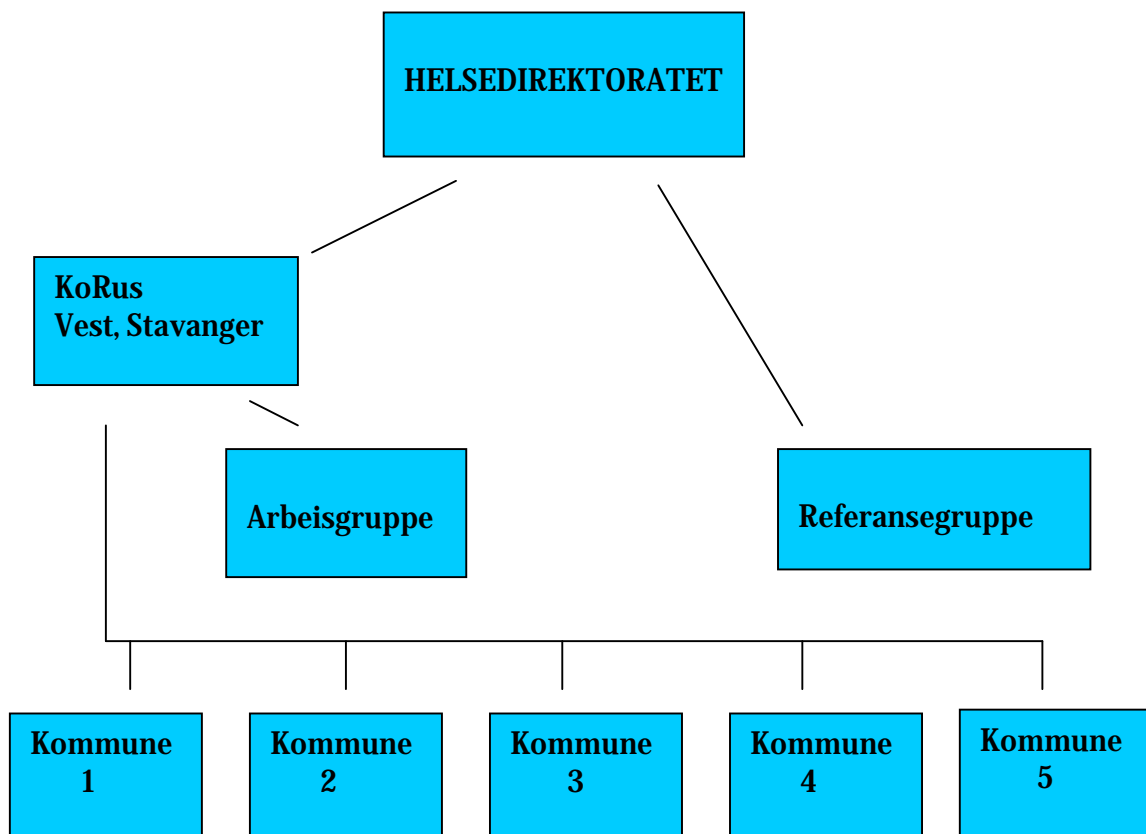 HELSEDIREKTORATET
KoRus
Vest, Stavanger
Arbeisgruppe
Referansegruppe
Kommune
1
Kommune
2
Kommune
3
Kommune
4
Kommune
5